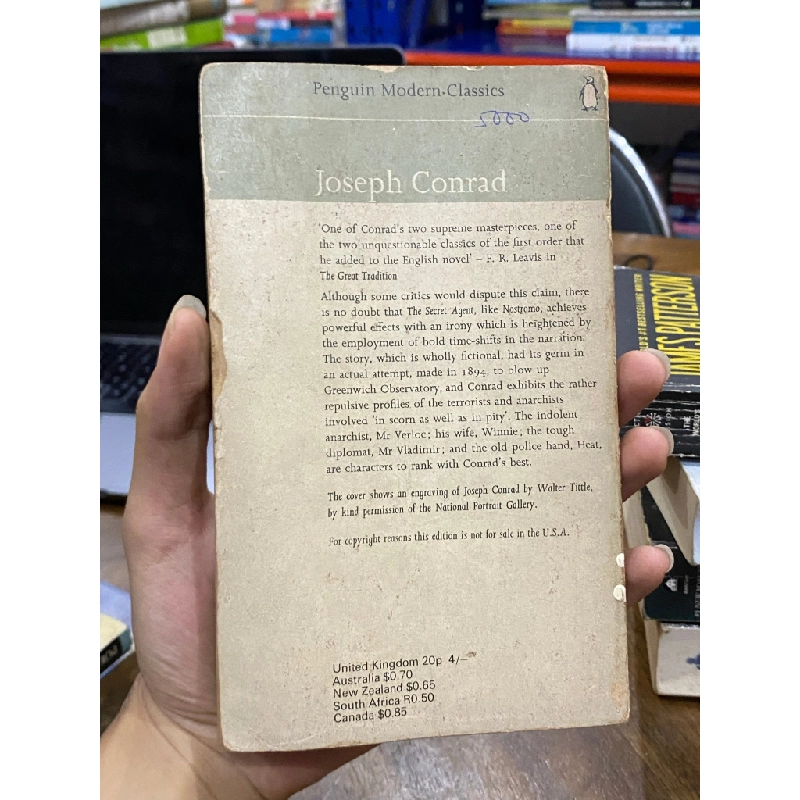 Penguin Modern Classics
5000
Joseph Conrad
'One of Conrad's two supreme masterpieces, one of
the two unquestionable classics of the first order that
he added to the English novel' – F. R. Leavis in
The Great Tradition
Although some critics would dispute this claim, there
is no doubt that The Secret Agent, like Nostromo, achieves
powerful effects with an irony which is heightened by
the employment of bold time-shifts in the narration.
The story, which is wholly fictional, had its germ in
an actual attempt, made in 1894, to blow up
Greenwich Observatory, and Conrad exhibits the rather
repulsive profiles of the terrorists and anarchists
involved 'in scorn as well as in pity'. The indolent
anarchist, Mr Verloc; his wife, Winnie; the tough
diplomat, Mr Vladimir; and the old police hand, Heat,
are characters to rank with Conrad's best.
The cover shows an engraving of Joseph Conrad by Walter Tittle,
by kind permission of the National Portrait Gallery.
For copyright reasons this edition is not for sale in the U.S.A.
United Kingdom 20p 4/–
Australia $0.70
New Zealand $0.65
South Africa R0.50
Canada $0.85
#1 BESTSELLING WRITER
JAMES PATTERSON